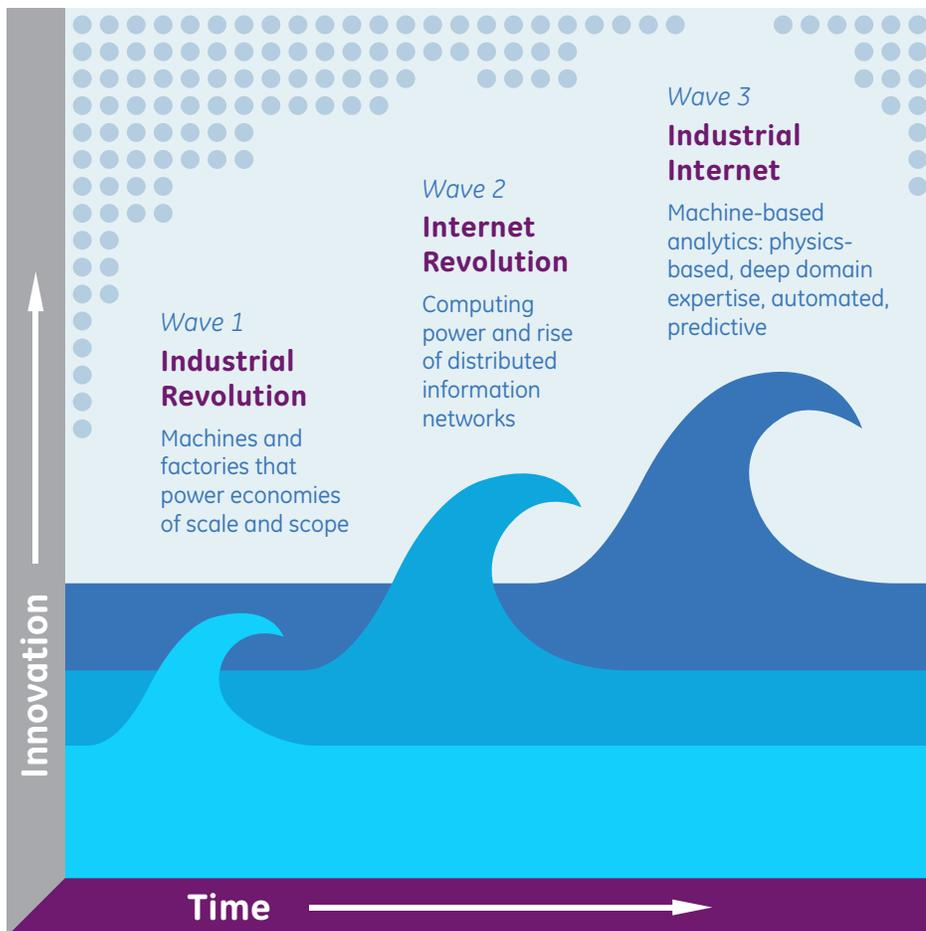 Wave 1
Industrial
Revolution
Machines and
factories that
power economies
of scale and scope
Wave 2
Internet
Revolution
Computing
power and rise
of distributed
information
networks
Wave 3
Industrial
Internet
Machine-based
analytics: physics-
based, deep domain
expertise, automated,
predictive
Innovation
Time